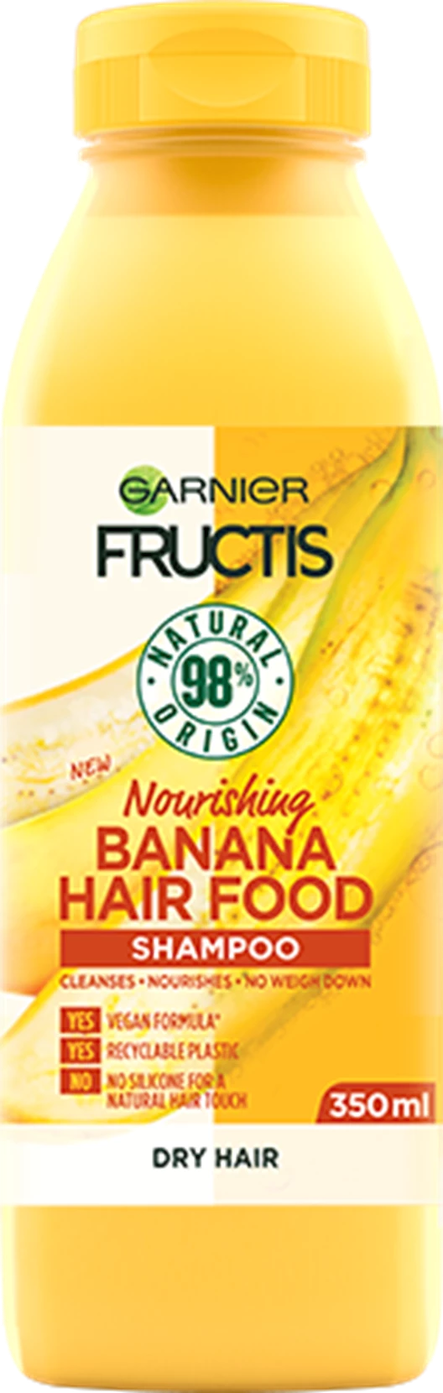 GARNIER
FRUCTIS
NATURAL
98%
ORIGIN
NEW
Nourishing
BANANA
HAIR FOOD
SHAMPOO
CLEANSES • NOURISHES • NO WEIGH DOWN
YES VEGAN FORMULA*
YES RECYCLABLE PLASTIC
NO NO SILICONE FOR A
NATURAL HAIR TOUCH
350ml
DRY HAIR